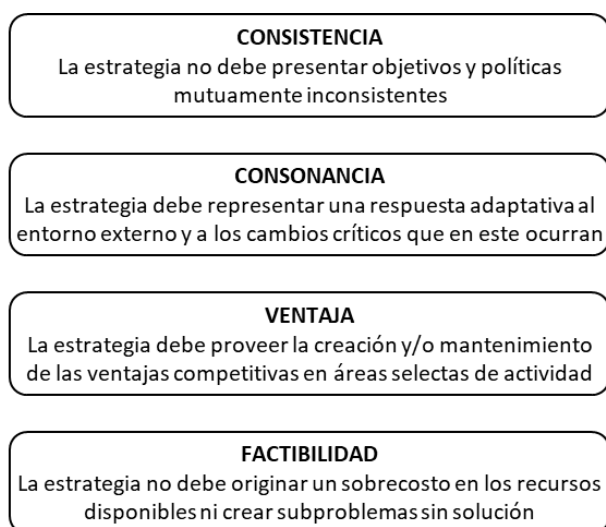 CONSISTENCIA
La estrategia no debe presentar objetivos y políticas
mutuamente inconsistentes
CONSONANCIA
La estrategia debe representar una respuesta adaptativa al
entorno externo y a los cambios críticos que en este ocurran
VENTAJA
La estrategia debe proveer la creación y/o mantenimiento
de las ventajas competitivas en áreas selectas de actividad
FACTIBILIDAD
La estrategia no debe originar un sobrecosto en los recursos
disponibles ni crear subproblemas sin solución